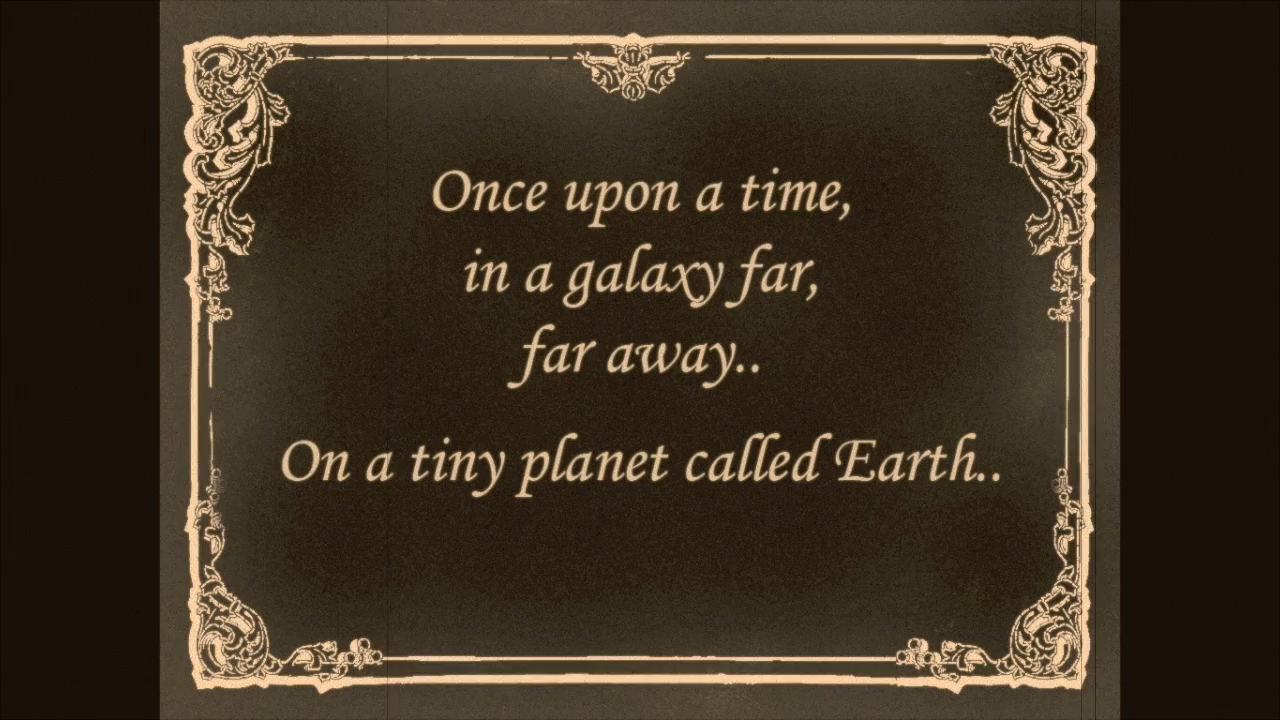 Once upon a time,
in a galaxy far,
far away..
On a tiny planet called Earth..